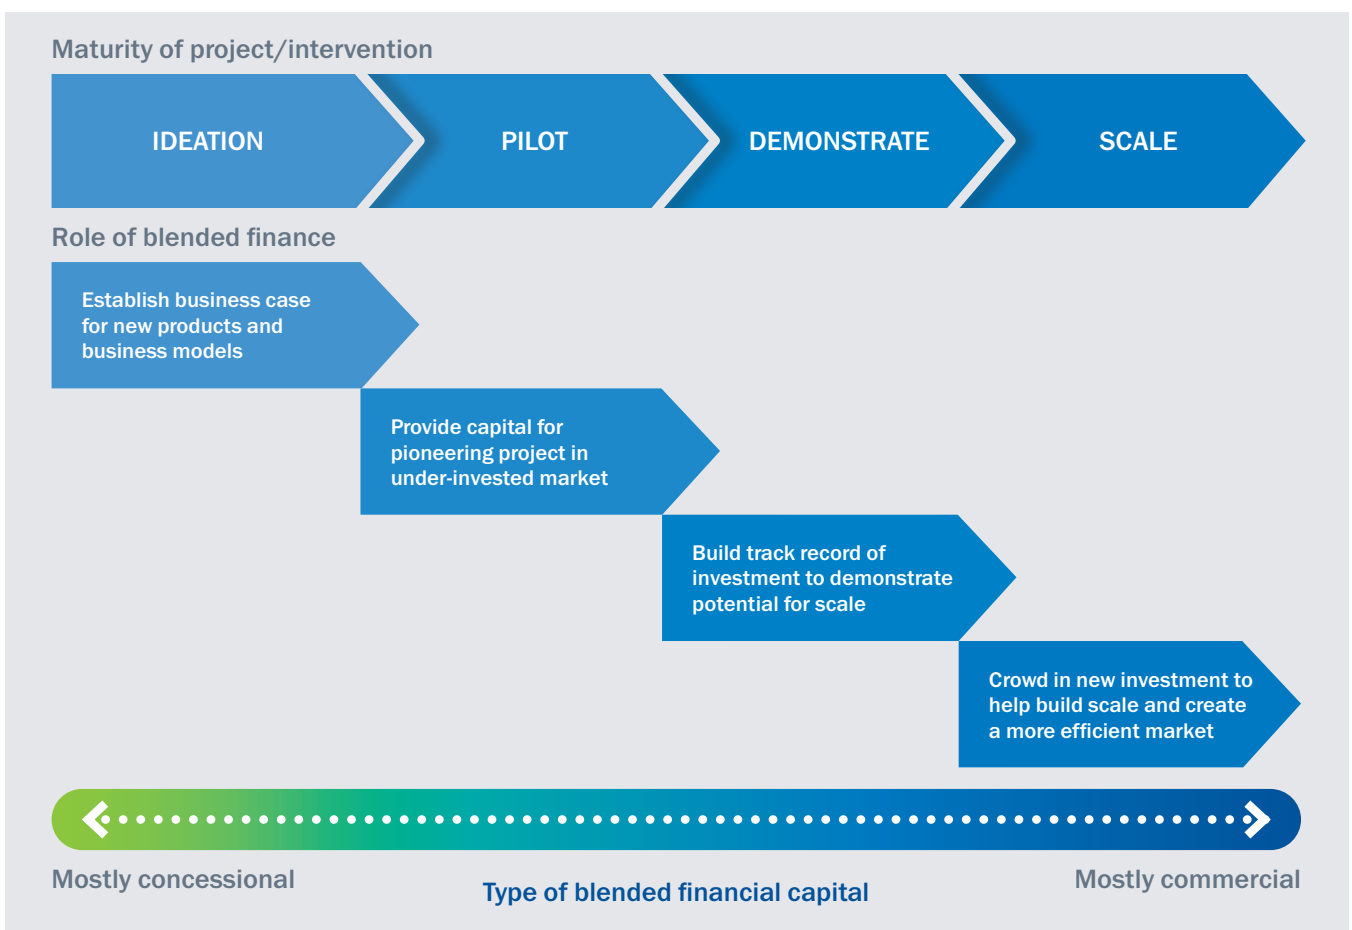 Maturity of project/intervention
IDEATION
PILOT
DEMONSTRATE
SCALE
Role of blended finance
Establish business case
for new products and
business models
Provide capital for
pioneering project in
under-invested market
Build track record of
investment to demonstrate
potential for scale
Crowd in new investment to
help build scale and create
a more efficient market
Mostly concessional
Type of blended financial capital
Mostly commercial